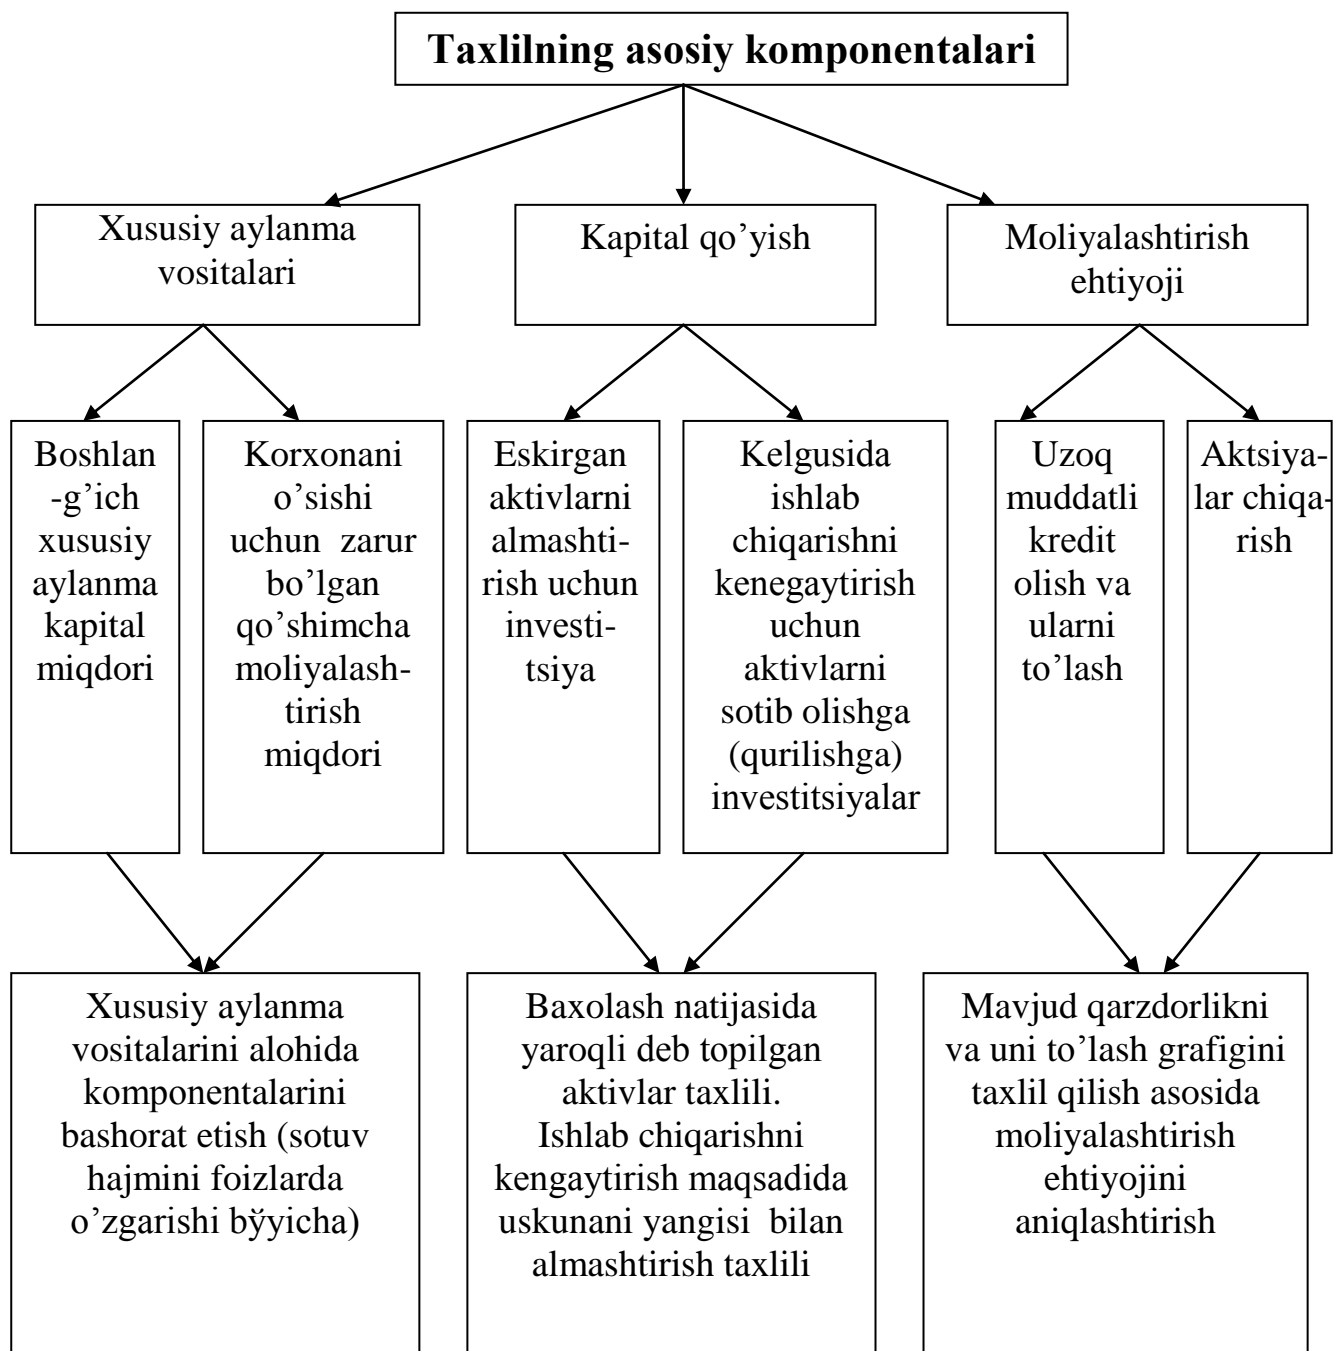 Taxlilning asosiy komponentalari
Xususiy aylanma
vositalari
Kapital qo’yish
Moliyalashtirish
ehtiyoji
Boshlan
-g’ich
xususiy
aylanma
kapital
miqdori
Korxonani
o’sishi
uchun zarur
bo’lgan
qo’shimcha
moliyalash-
tirish
miqdori
Eskirgan
aktivlarni
almashti-
rish uchun
investi-
tsiya
Kelgusida
ishlab
chiqarishni
kenegaytirish
uchun
aktivlarni
sotib olishga
(qurilishga)
investitsiyalar
Uzoq
muddatli
kredit
olish va
ularni
to’lash
Aktsiya-
lar chiqa-
rish
Xususiy aylanma
vositalarini alohida
komponentalarini
bashorat etish (sotuv
hajmini foizlarda
o’zgarishi bўyicha)
Baxolash natijasida
yaroqli deb topilgan
aktivlar taxlili.
Ishlab chiqarishni
kengaytirish maqsadida
uskunani yangisi bilan
almashtirish taxlili
Mavjud qarzdorlikni
va uni to’lash grafigini
taxlil qilish asosida
moliyalashtirish
ehtiyojini
aniqlashtirish